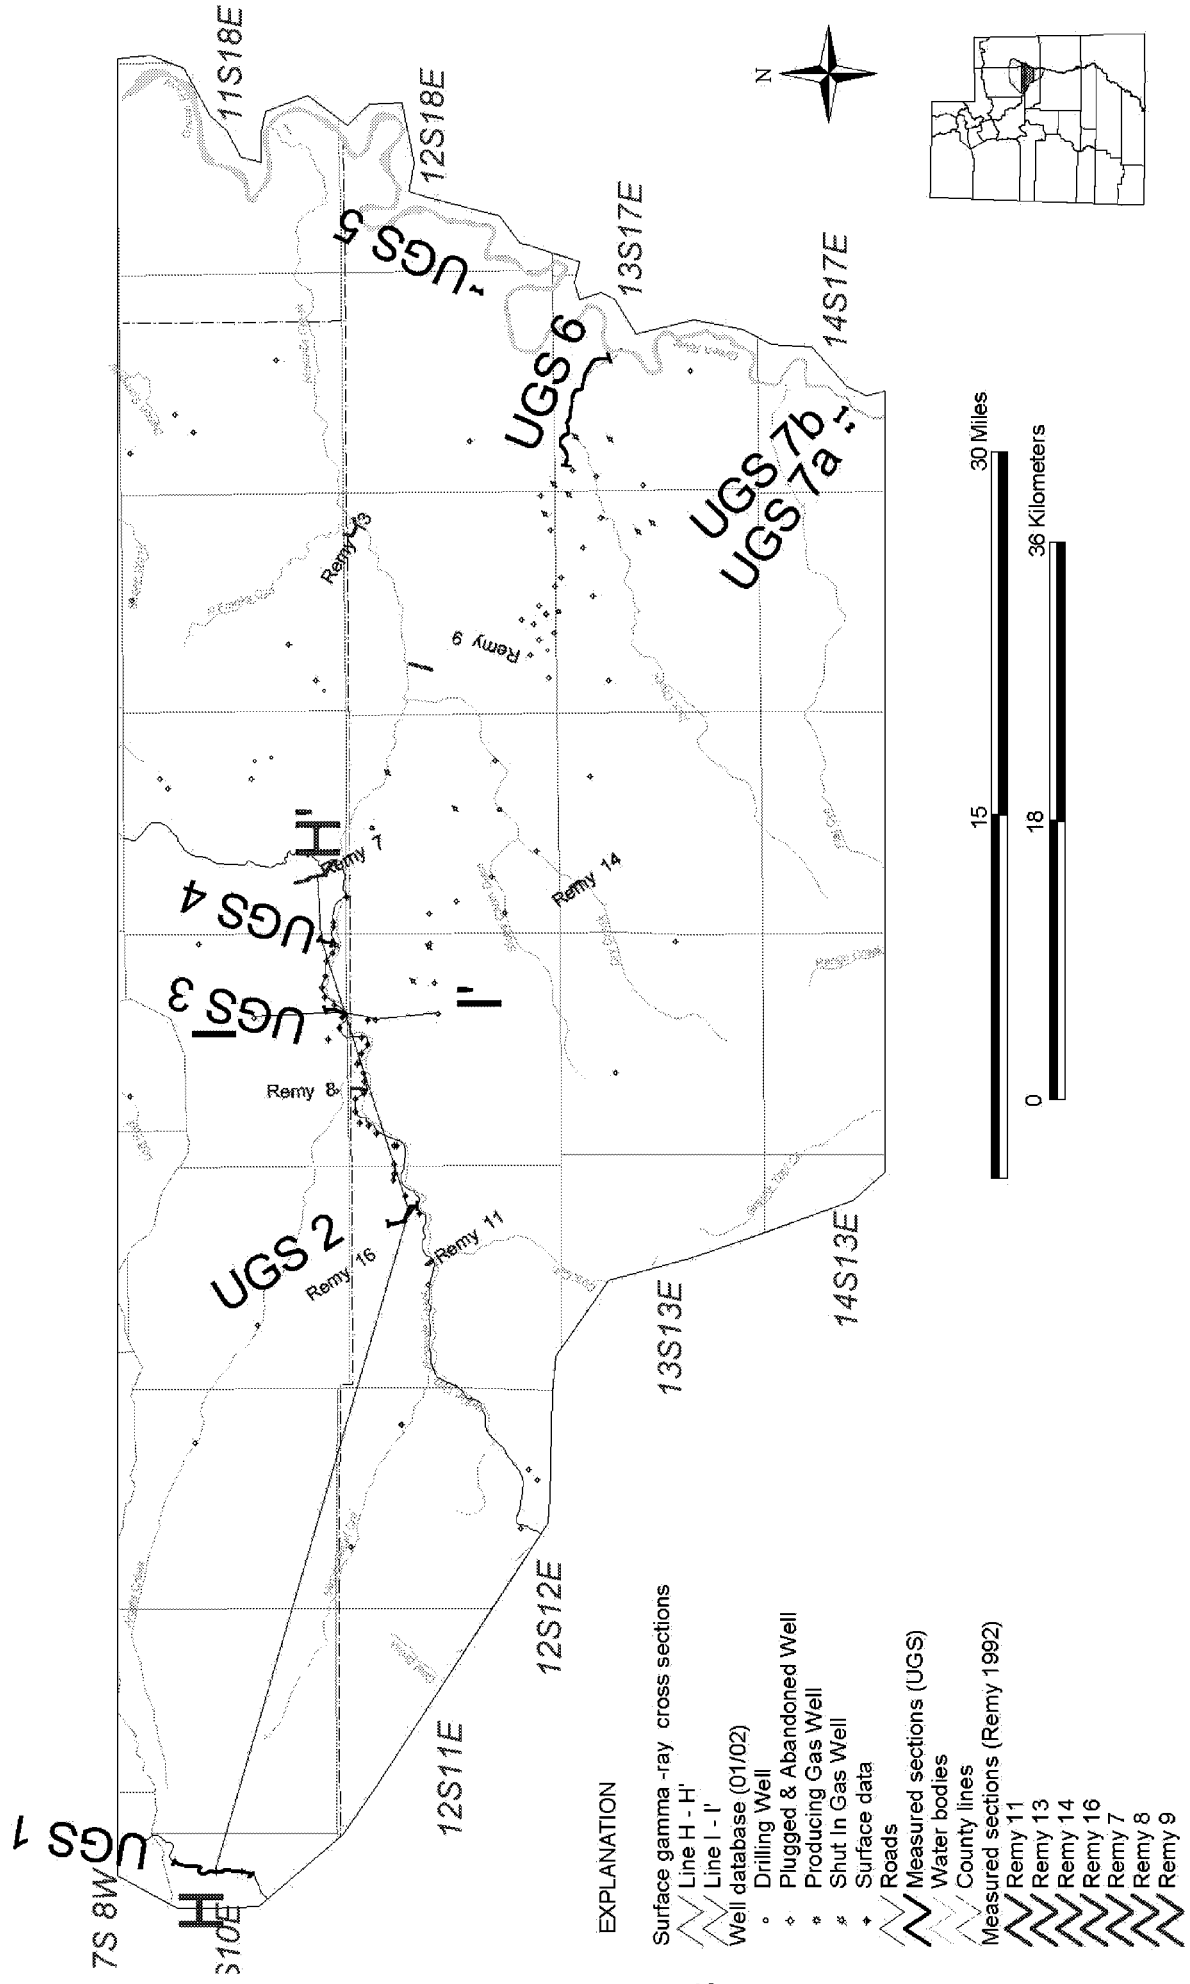 7S 8W
S10E
12S11E
12S12E
13S13E
14S13E
11S18E
12S18E
13S17E
14S17E
N
H
H'
I
I'
UGS 1
UGS 2
UGS 3
UGS 4
UGS 5
UGS 6
UGS 7b
UGS 7a
Remy 13
Remy 9
Remy 7
Remy 14
Remy 8
Remy 16
Remy 11
15
30 Miles
0
18
36 Kilometers
EXPLANATION
Surface gamma -ray cross sections
Line H - H'
Line I - I'
Well database (01/02)
Drilling Well
Plugged & Abandoned Well
Producing Gas Well
Shut In Gas Well
Surface data
Roads
Measured sections (UGS)
Water bodies
County lines
Measured sections (Remy 1992)
Remy 11
Remy 13
Remy 14
Remy 16
Remy 7
Remy 8
Remy 9